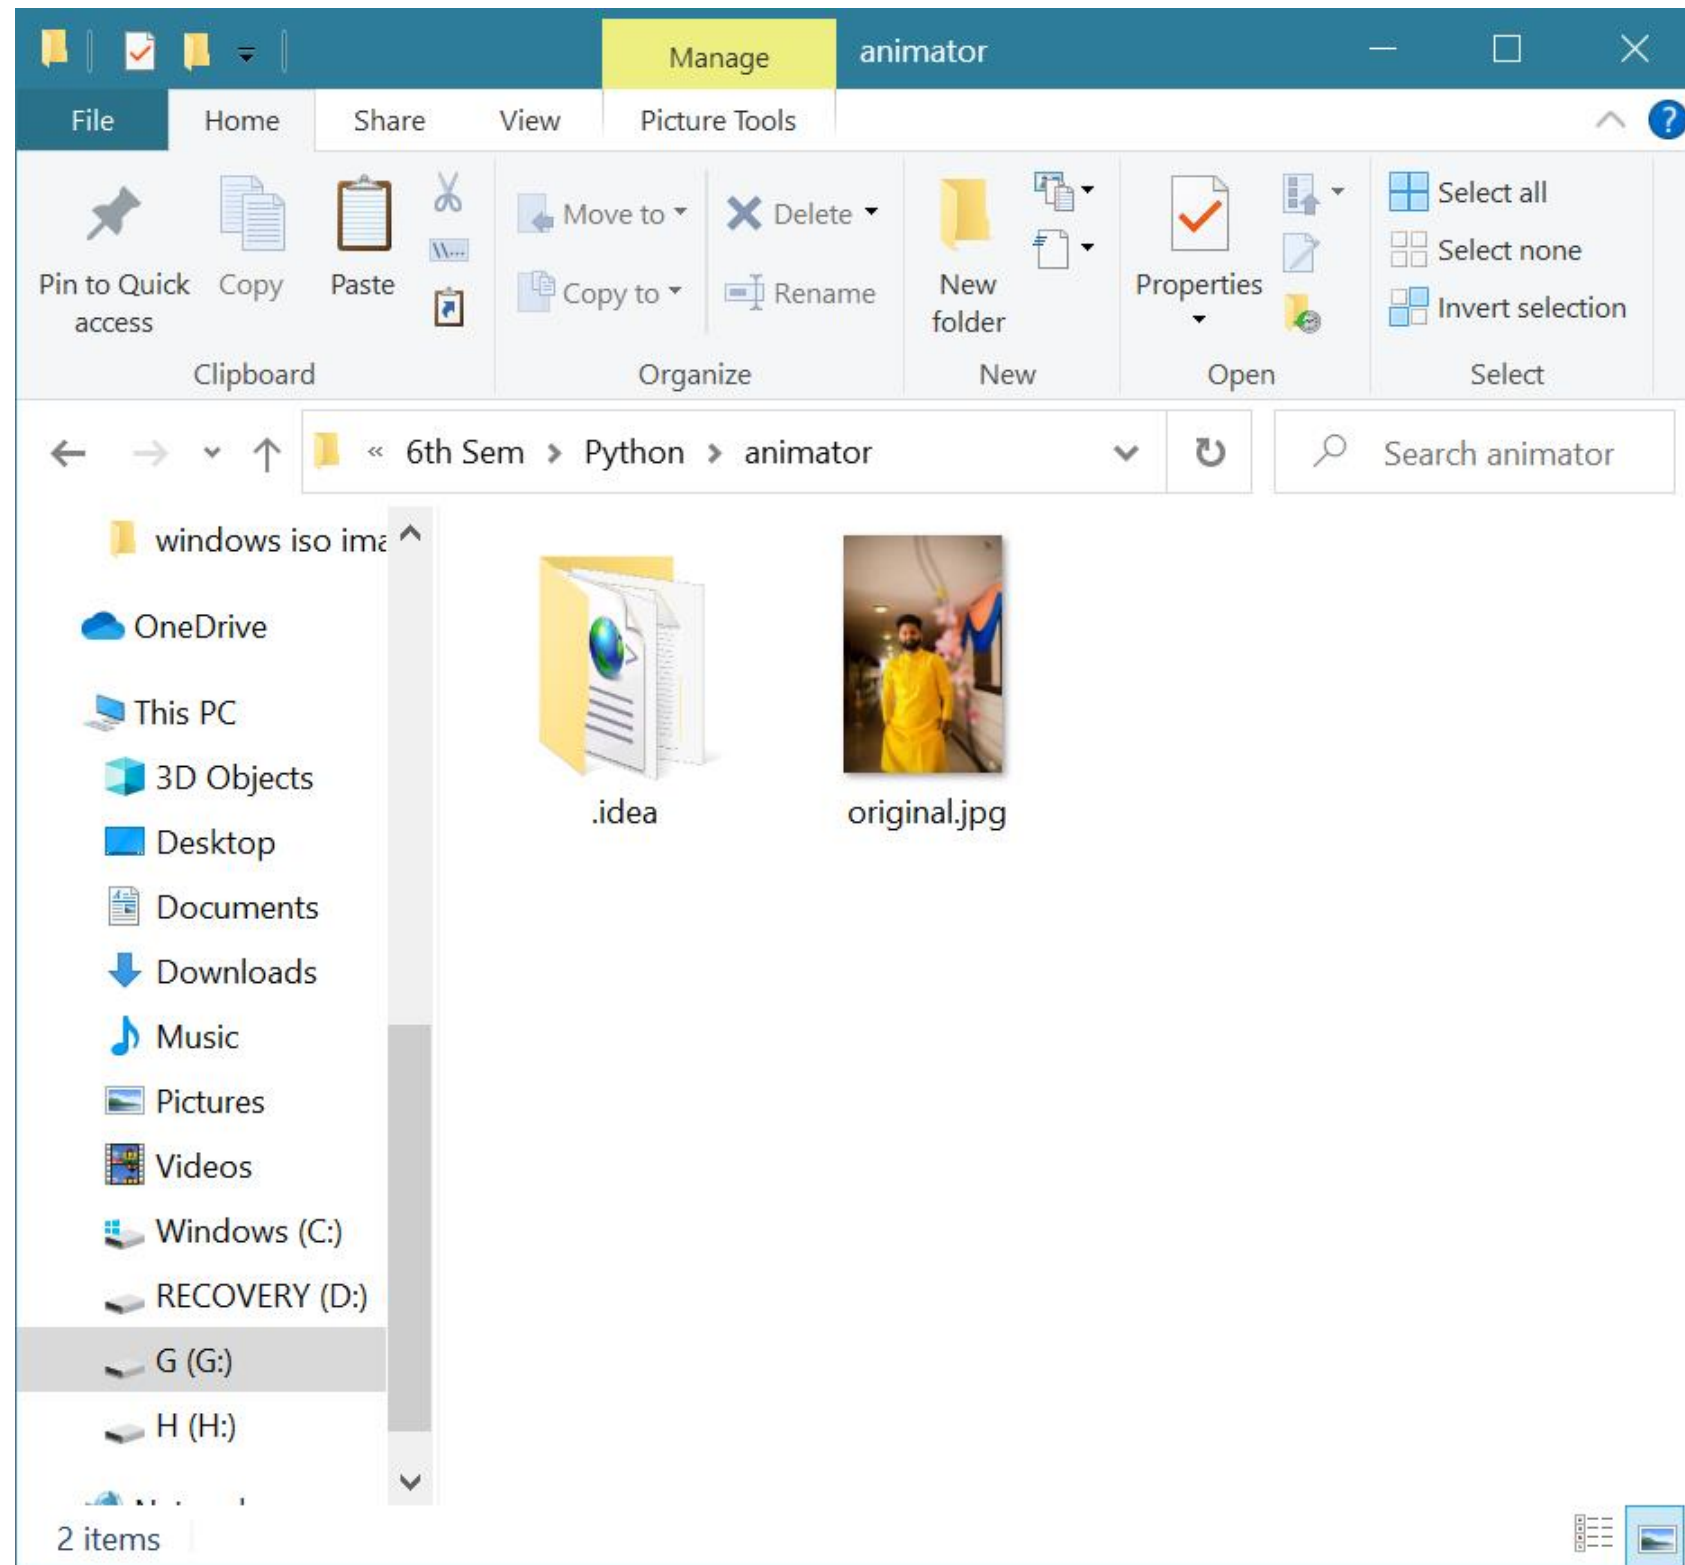 Manage animator
File Home Share View Picture Tools
Pin to Quick access
Copy
Paste
Move to
Copy to
Delete
Rename
New folder
Properties
Select all
Select none
Invert selection
Clipboard Organize New Open Select
« 6th Sem > Python > animator
Search animator
windows iso ima
OneDrive
This PC
3D Objects
Desktop
Documents
Downloads
Music
Pictures
Videos
Windows (C:)
RECOVERY (D:)
G (G:)
H (H:)
.idea
original.jpg
2 items